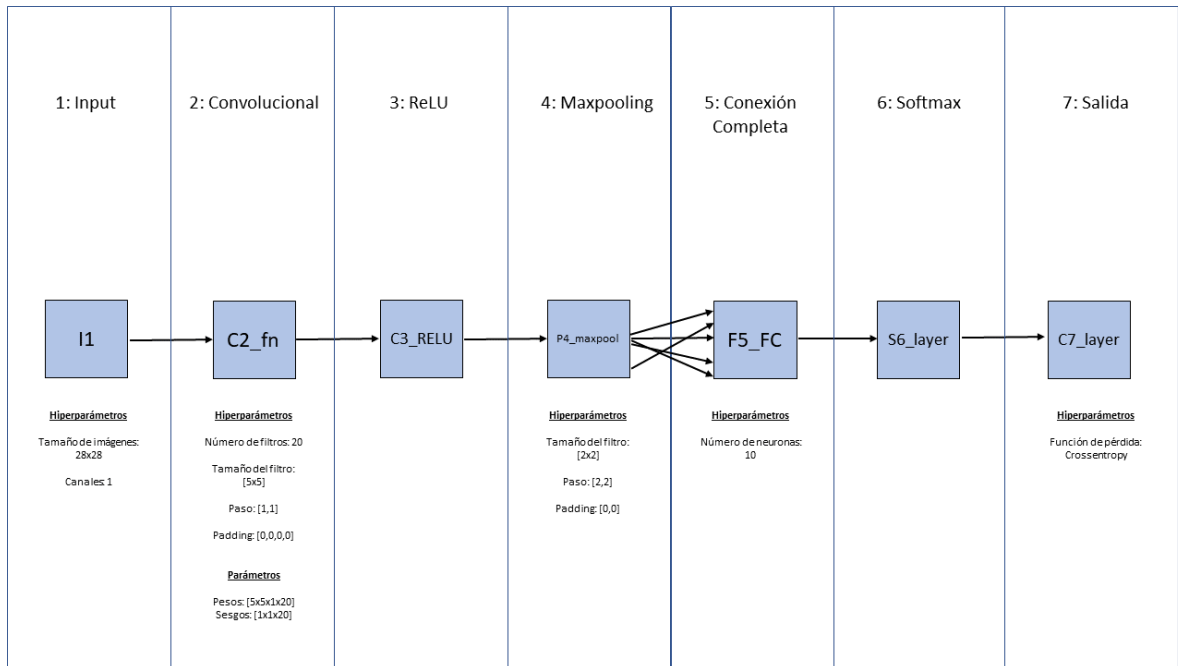 1: Input
2: Convolucional
3: ReLU
4: Maxpooling
5: Conexión
Completa
6: Softmax
7: Salida
I1
C2_fn
C3_RELU
P4_maxpool
F5_FC
S6_layer
C7_layer
Hiperparámetros
Tamaño de imágenes:
28x28
Canales: 1
Hiperparámetros
Número de filtros: 20
Tamaño del filtro:
[5x5]
Paso: [1,1]
Padding: [0,0,0,0]
Parámetros
Pesos: [5x5x1x20]
Sesgos: [1x1x20]
Hiperparámetros
Tamaño del filtro:
[2x2]
Paso: [2,2]
Padding: [0,0]
Hiperparámetros
Número de neuronas:
10
Hiperparámetros
Función de pérdida:
Crossentropy